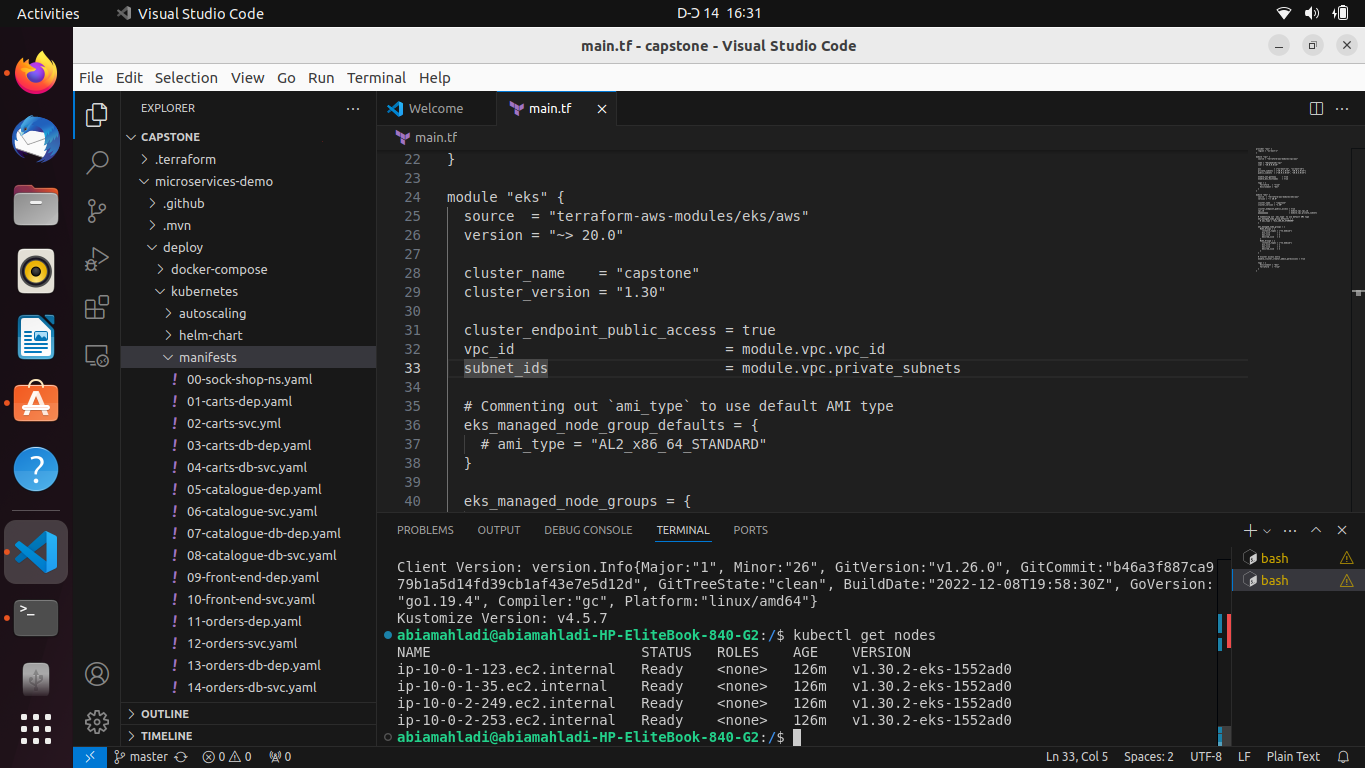 Activities
Visual Studio Code
D-Ɔ 14 16:31
main.tf - capstone - Visual Studio Code
File Edit Selection View Go Run Terminal Help
EXPLORER
CAPSTONE
.terraform
microservices-demo
.github
.mvn
deploy
docker-compose
kubernetes
autoscaling
helm-chart
manifests
! 00-sock-shop-ns.yaml
! 01-carts-dep.yaml
! 02-carts-svc.yml
! 03-carts-db-dep.yaml
! 04-carts-db-svc.yaml
! 05-catalogue-dep.yaml
! 06-catalogue-svc.yaml
! 07-catalogue-db-dep.yaml
! 08-catalogue-db-svc.yaml
! 09-front-end-dep.yaml
! 10-front-end-svc.yaml
! 11-orders-dep.yaml
! 12-orders-svc.yaml
! 13-orders-db-dep.yaml
! 14-orders-db-svc.yaml
OUTLINE
TIMELINE
Welcome
main.tf
main.tf
22 }
23
24 module "eks" {
25 source = "terraform-aws-modules/eks/aws"
26 version = "~> 20.0"
27
28 cluster_name = "capstone"
29 cluster_version = "1.30"
30
31 cluster_endpoint_public_access = true
32 vpc_id = module.vpc.vpc_id
33 subnet_ids = module.vpc.private_subnets
34
35 # Commenting out `ami_type` to use default AMI type
36 eks_managed_node_group_defaults = {
37 # ami_type = "AL2_x86_64_STANDARD"
38 }
39
40 eks_managed_node_groups = {
PROBLEMS OUTPUT DEBUG CONSOLE TERMINAL PORTS
Client Version: version.Info{Major:"1", Minor:"26", GitVersion:"v1.26.0", GitCommit:"b46a3f887ca9
79b1a5d14fd39cb1af43e7e5d12d", GitTreeState:"clean", BuildDate:"2022-12-08T19:58:30Z", GoVersion:
"go1.19.4", Compiler:"gc", Platform:"linux/amd64"}
Kustomize Version: v4.5.7
abiamahladi@abiamahladi-HP-EliteBook-840-G2:/$ kubectl get nodes
NAME STATUS ROLES AGE VERSION
ip-10-0-1-123.ec2.internal Ready <none> 126m v1.30.2-eks-1552ad0
ip-10-0-1-35.ec2.internal Ready <none> 126m v1.30.2-eks-1552ad0
ip-10-0-2-249.ec2.internal Ready <none> 126m v1.30.2-eks-1552ad0
ip-10-0-2-253.ec2.internal Ready <none> 126m v1.30.2-eks-1552ad0
abiamahladi@abiamahladi-HP-EliteBook-840-G2:/$
bash
bash
master
0 0
0
Ln 33, Col 5
Spaces: 2
UTF-8
LF
Plain Text